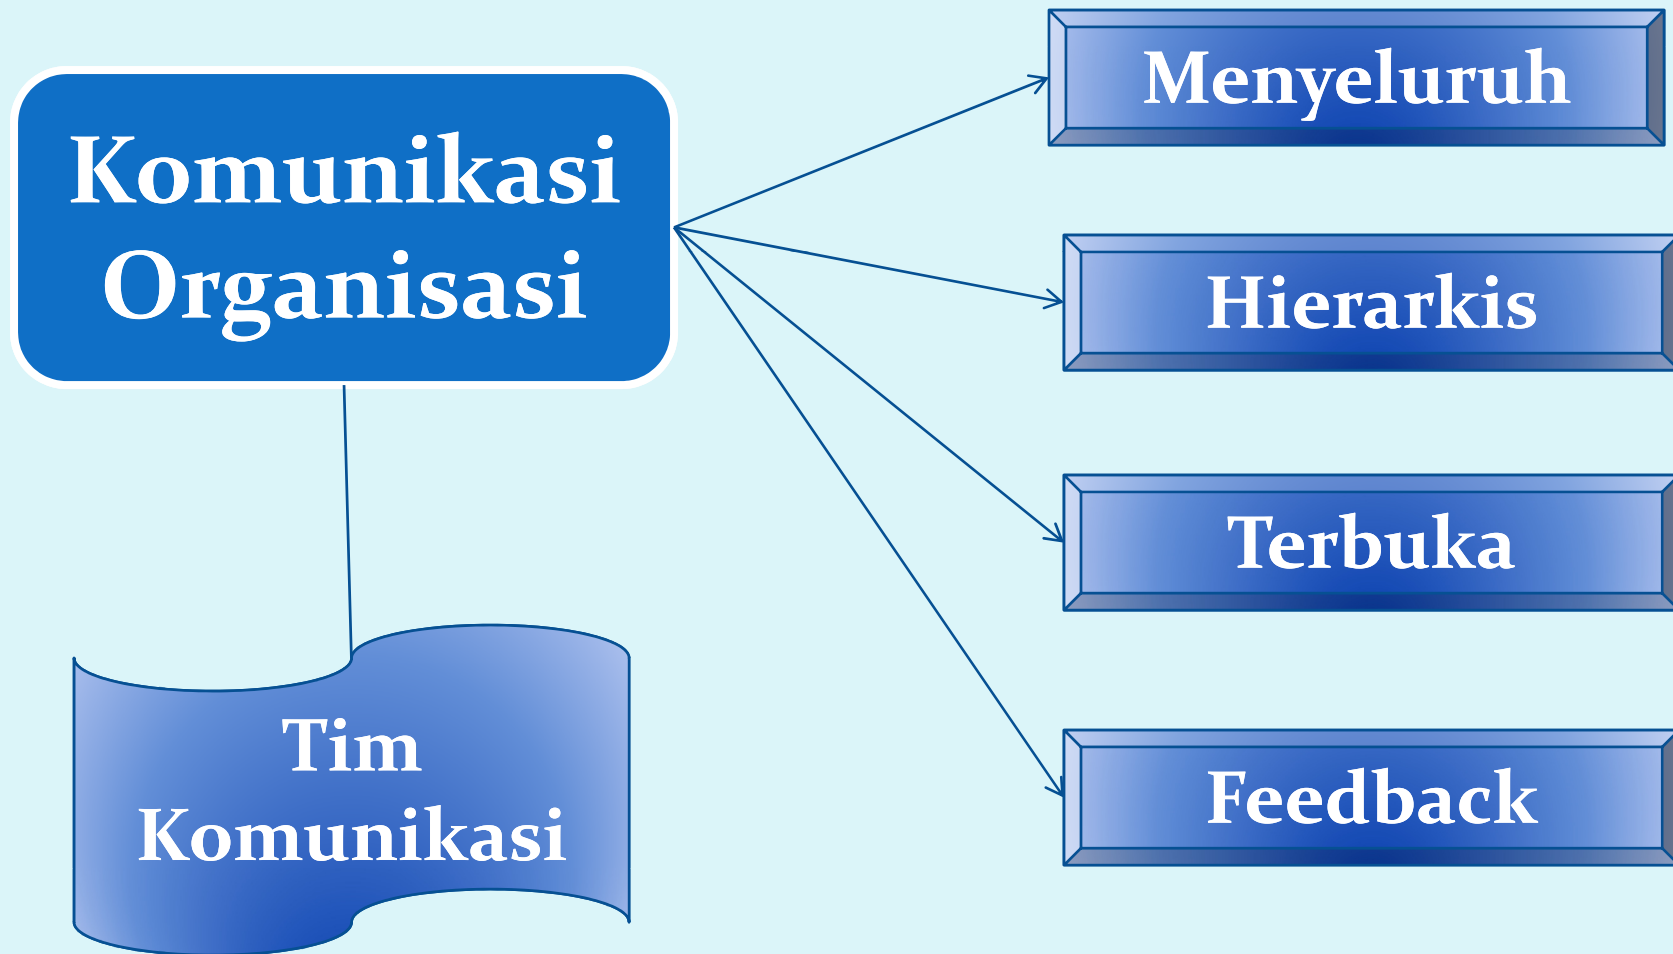 Komunikasi
Organisasi
Menyeluruh
Hierarkis
Terbuka
Feedback
Tim
Komunikasi